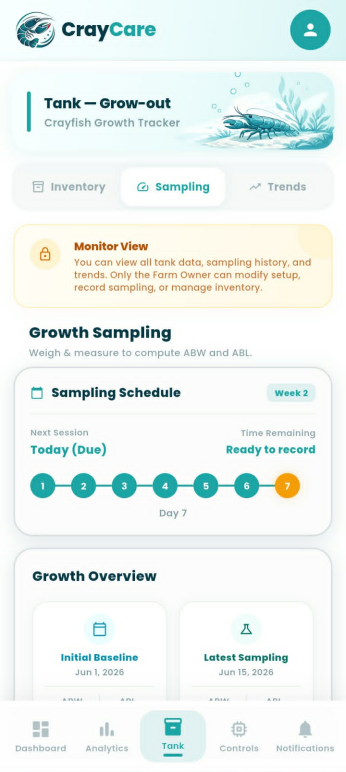 CrayCare
Tank — Grow-out
Crayfish Growth Tracker
Inventory
Sampling
Trends
Monitor View
You can view all tank data, sampling history, and
trends. Only the Farm Owner can modify setup,
record sampling, or manage inventory.
Growth Sampling
Weigh & measure to compute ABW and ABL.
Sampling Schedule
Week 2
Next Session
Time Remaining
Today (Due)
Ready to record
1 2 3 4 5 6 7
Day 7
Growth Overview
Initial Baseline
Latest Sampling
Jun 1, 2026
Jun 15, 2026
Dashboard
Analytics
Tank
Controls
Notifications